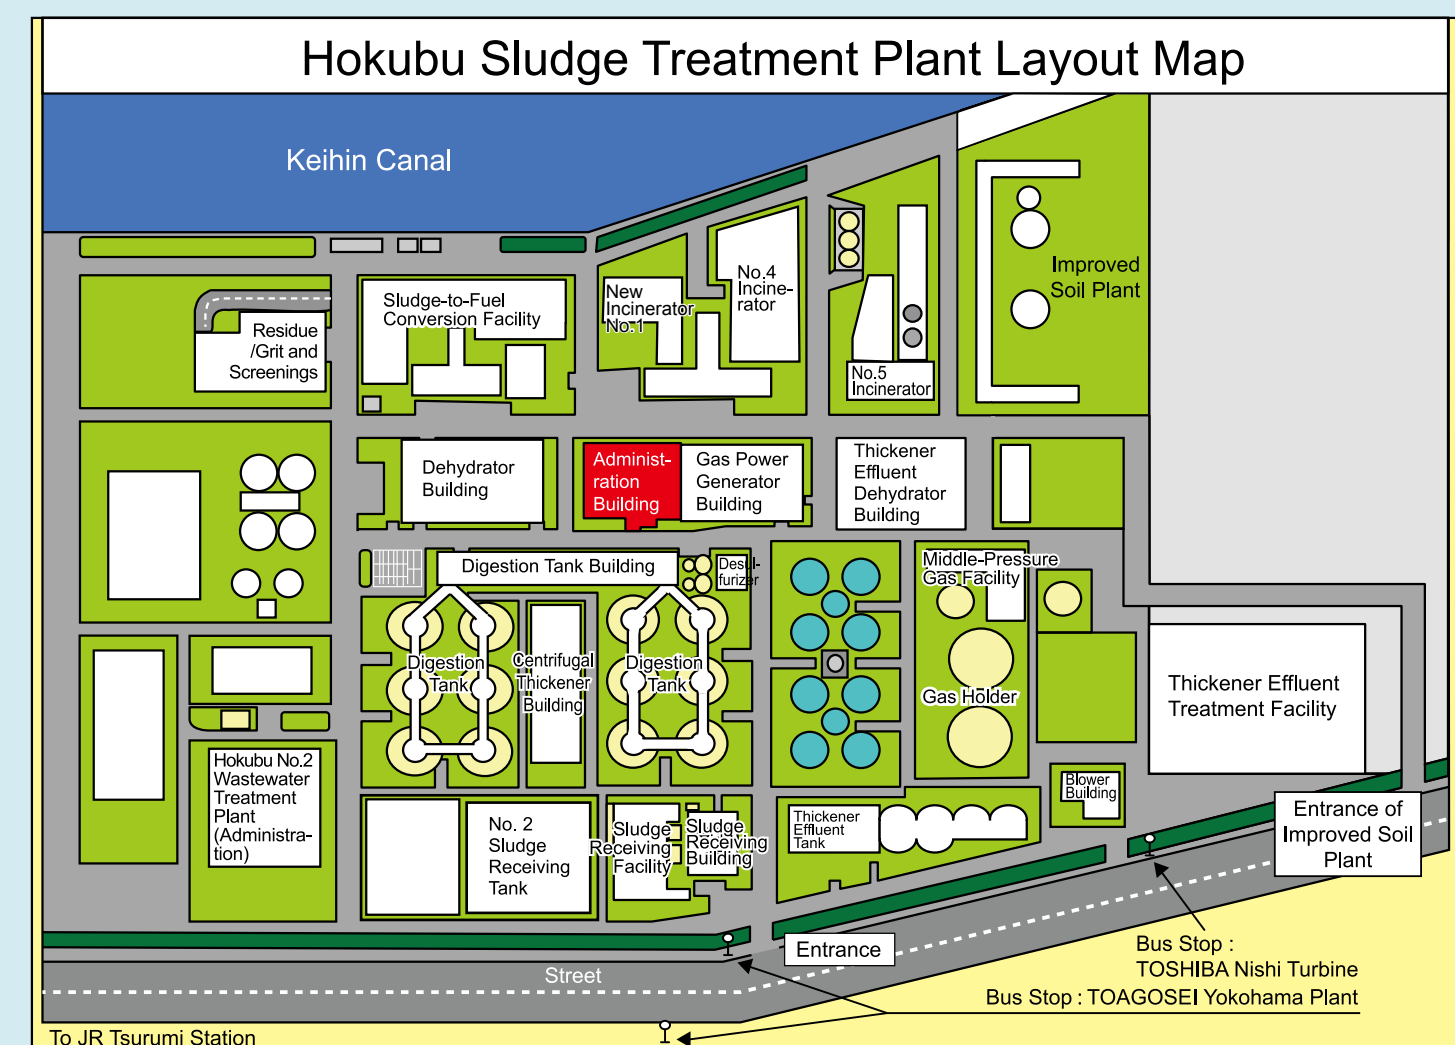 Hokubu Sludge Treatment Plant Layout Map
Keihin Canal
Improved
Soil Plant
No.4
Incine-
rator
New
Incinerator
No.1
Sludge-to-Fuel
Conversion Facility
Residue
/Grit and
Screenings
No.5
Incinerator
Dehydrator
Building
Administ-
ration
Building
Gas Power
Generator
Building
Thickener
Effluent
Dehydrator
Building
Digestion Tank Building
Desul-
furizer
Middle-Pressure
Gas Facility
Digestion
Tank
Centrifugal
Thickener
Building
Digestion
Tank
Gas Holder
Thickener Effluent
Treatment Facility
Hokubu No.2
Wastewater
Treatment
Plant
(Administra-
tion)
No. 2
Sludge
Receiving
Tank
Sludge
Receiving
Facility
Sludge
Receiving
Building
Thickener
Effluent
Tank
Blower
Building
Entrance of
Improved Soil
Plant
Entrance
Street
Bus Stop :
TOSHIBA Nishi Turbine
Bus Stop : TOAGOSEI Yokohama Plant
To JR Tsurumi Station